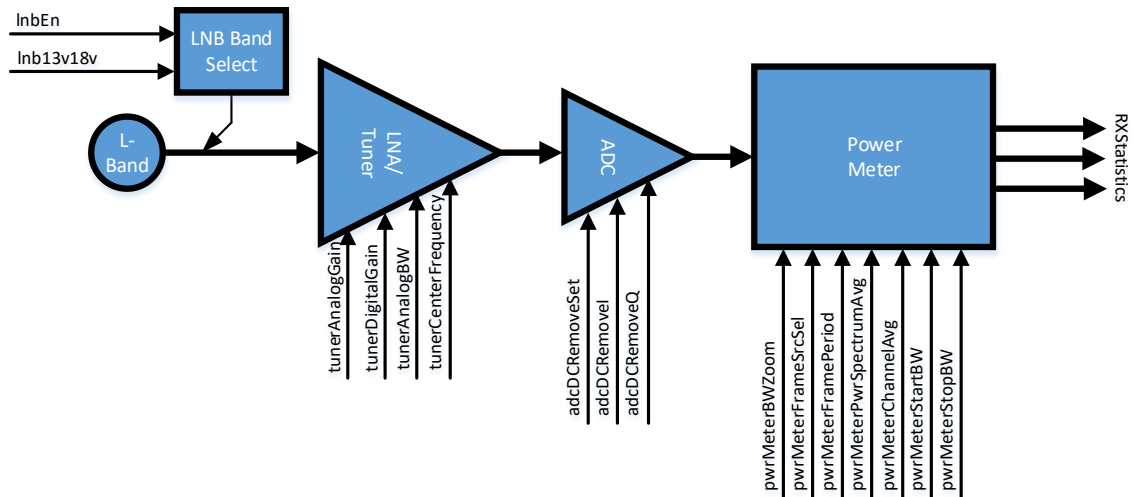 lnbEn
lnb13v18v
LNB Band
Select
L-
Band
LNA/
Tuner
ADC
Power
Meter
RXStatistics
tunerAnalogGain
tunerDigitalGain
tunerAnalogBW
tunerCenterFrequency
adcDCRemoveSet
adcDCRemoveI
adcDCRemoveQ
pwrMeterBWZoom
pwrMeterFrameSrcSel
pwrMeterFramePeriod
pwrMeterPwrSpectrumAvg
pwrMeterChannelAvg
pwrMeterStartBW
pwrMeterStopBW